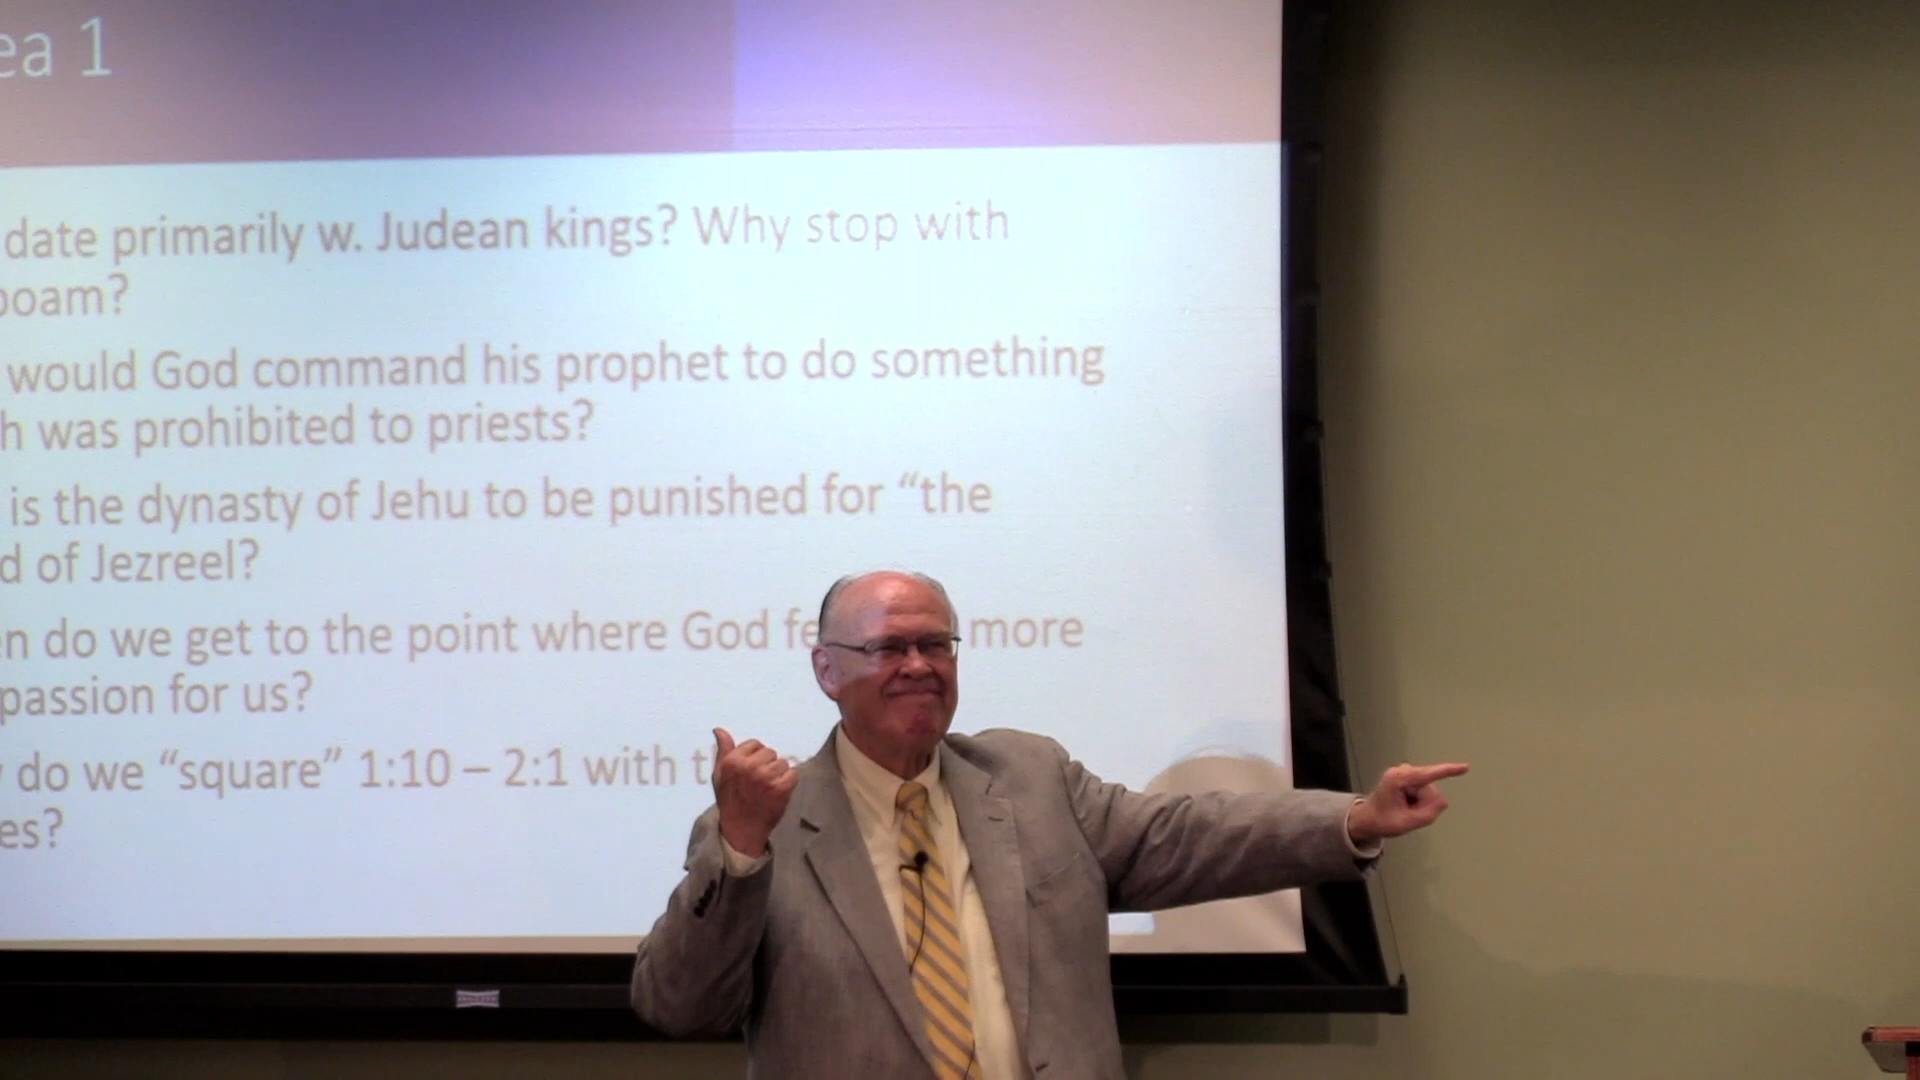 ea 1
date primarily w. Judean kings? Why stop with
boam?
would God command his prophet to do something
h was prohibited to priests?
is the dynasty of Jehu to be punished for “the
d of Jezreel?
en do we get to the point where God fe more
passion for us?
do we “square” 1:10 – 2:1 with
es?